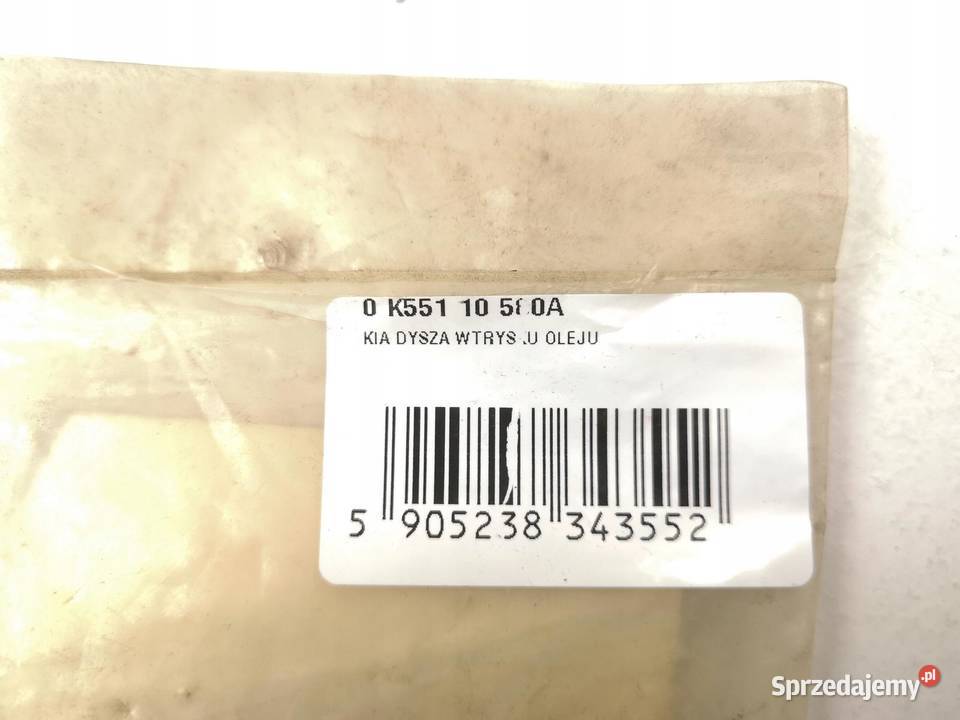 0 K551 10
KIA DYSZA OLEJU
5 905238 343552
Sprzedajemy.pl